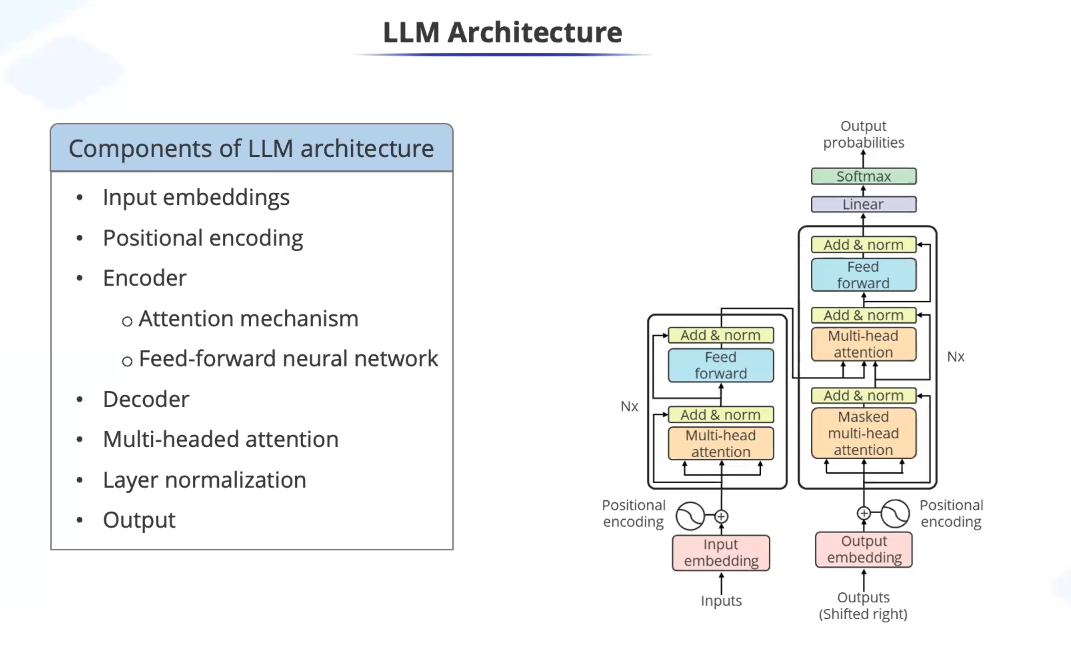 LLM Architecture
Components of LLM architecture
• Input embeddings
• Positional encoding
• Encoder
o Attention mechanism
o Feed-forward neural network
• Decoder
• Multi-headed attention
• Layer normalization
• Output
Output
probabilities
Softmax
Linear
Add & norm
Feed
forward
Add & norm
Multi-head
attention
Nx
Add & norm
Masked
multi-head
attention
Add & norm
Feed
forward
Nx
Add & norm
Multi-head
attention
Positional
encoding
Input
embedding
Inputs
Positional
encoding
Output
embedding
Outputs
(Shifted right)